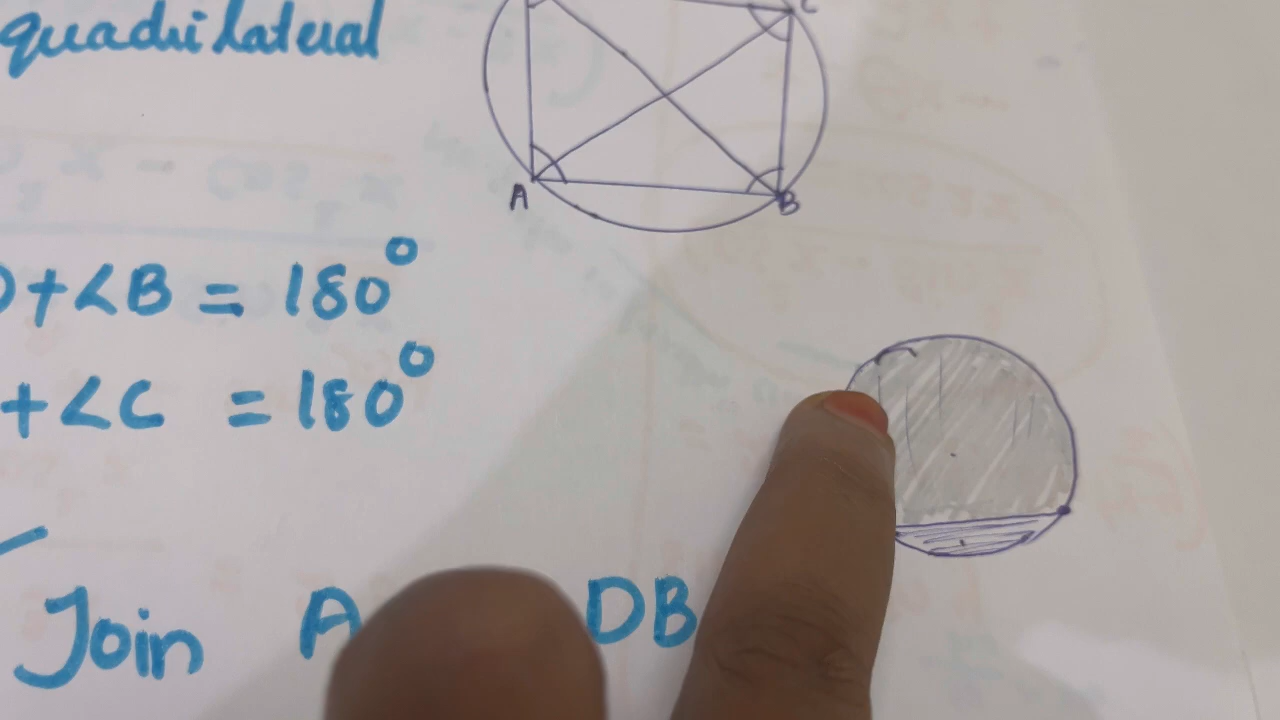 quadrilateral
C
A
B
+∠B = 180°
+∠C = 180°
Join A DB